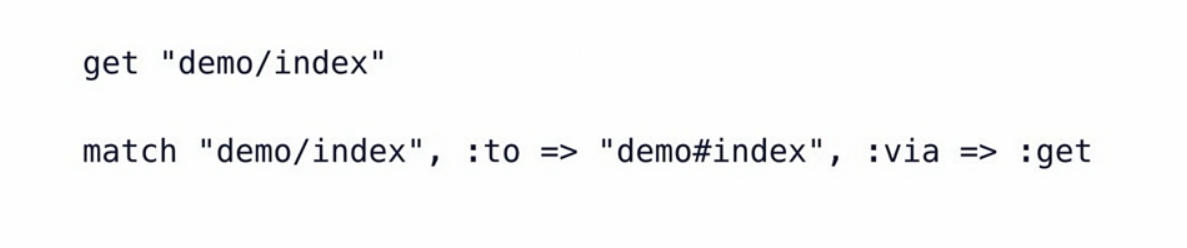 get "demo/index"
match "demo/index", :to => "demo#index", :via => :get